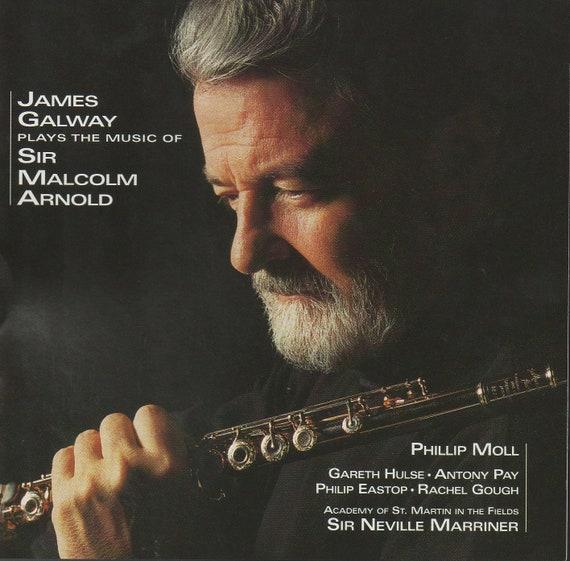 JAMES
GALWAY
PLAYS THE MUSIC OF
SIR
MALCOLM
ARNOLD
PHILLIP MOLL
GARETH HULSE • ANTONY PAY
PHILIP EASTOP • RACHEL GOUGH
ACADEMY OF ST. MARTIN IN THE FIELDS
SIR NEVILLE MARRINER